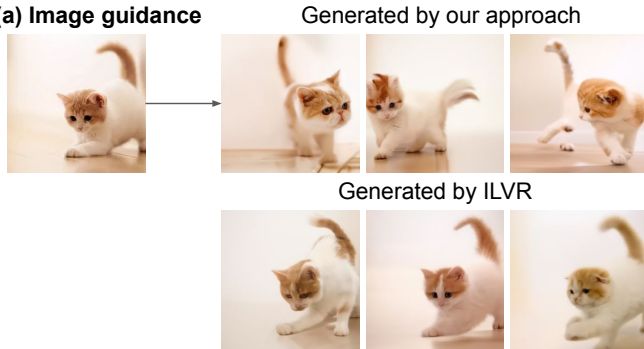 (a) Image guidance
Generated by our approach
Generated by ILVR